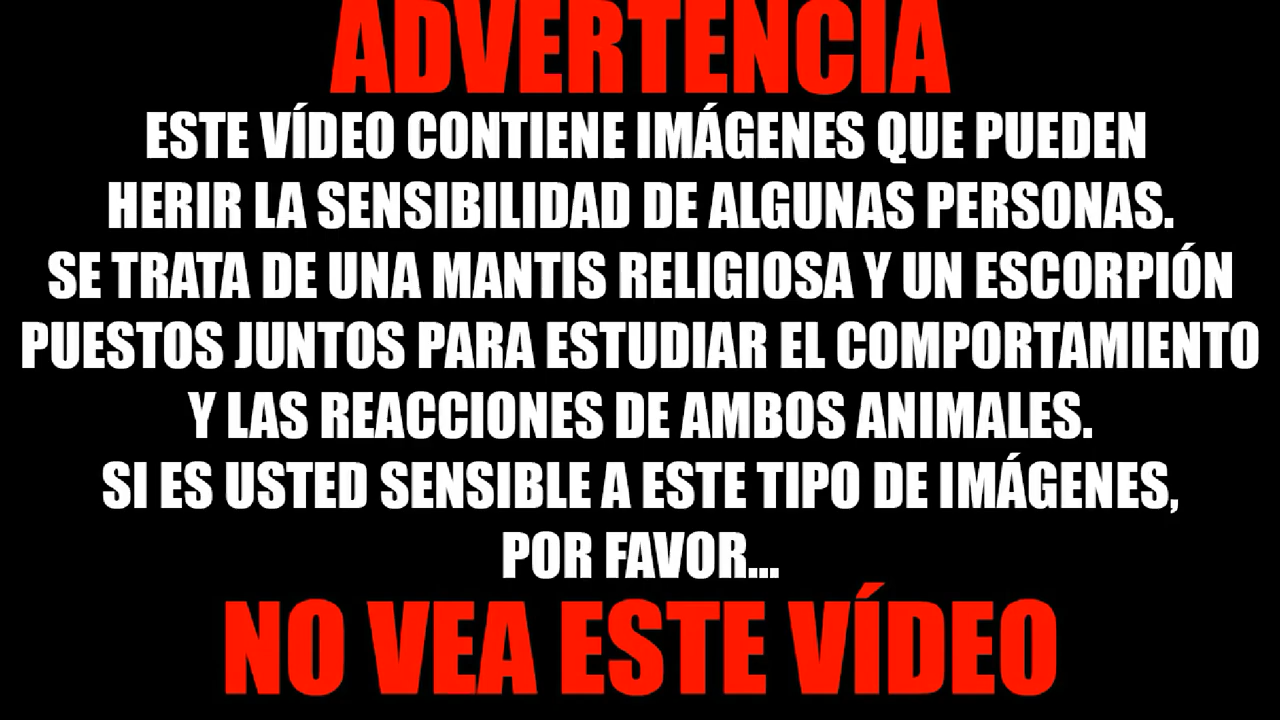 ADVERTENCIA
ESTE VÍDEO CONTIENE IMÁGENES QUE PUEDEN
HERIR LA SENSIBILIDAD DE ALGUNAS PERSONAS.
SE TRATA DE UNA MANTIS RELIGIOSA Y UN ESCORPIÓN
PUESTOS JUNTOS PARA ESTUDIAR EL COMPORTAMIENTO
Y LAS REACCIONES DE AMBOS ANIMALES.
SI ES USTED SENSIBLE A ESTE TIPO DE IMÁGENES,
POR FAVOR...
NO VEA ESTE VÍDEO